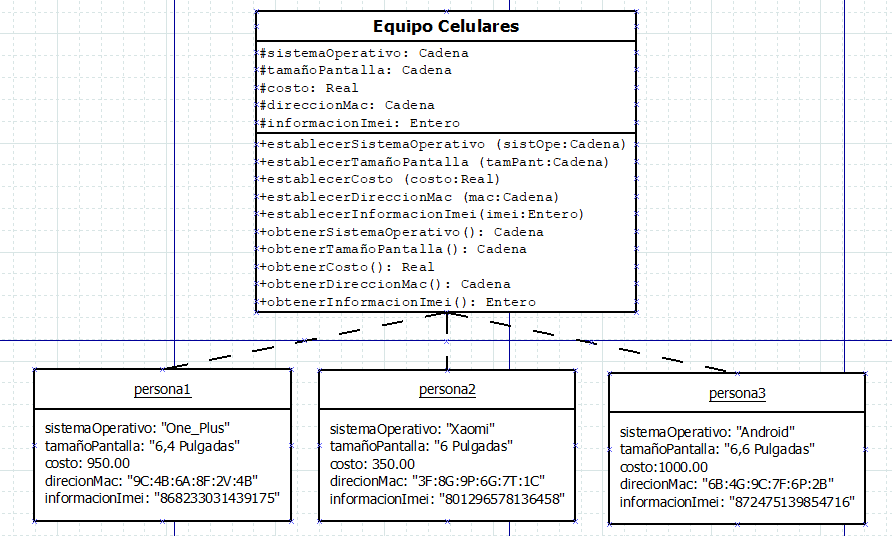 Equipo Celulares
#sistemaOperativo: Cadena
#tamañoPantalla: Cadena
#costo: Real
#direccionMac: Cadena
#informacionImei: Entero
+establecerSistemaOperativo (sistOpe:Cadena)
+establecerTamañoPantalla (tamPant:Cadena)
+establecerCosto (costo:Real)
+establecerDireccionMac (mac:Cadena)
+establecerInformacionImei(imei:Entero)
+obtenerSistemaOperativo(): Cadena
+obtenerTamañoPantalla(): Cadena
+obtenerCosto(): Real
+obtenerDireccionMac(): Cadena
+obtenerInformacionImei(): Entero
persona1
sistemaOperativo: "One_Plus"
tamañoPantalla: "6,4 Pulgadas"
costo: 950.00
direcionMac: "9C:4B:6A:8F:2V:4B"
informacionImei: "868233031439175"
persona2
sistemaOperativo: "Xaomi"
tamañoPantalla: "6 Pulgadas"
costo: 350.00
direcionMac: "3F:8G:9P:6G:7T:1C"
informacionImei: "801296578136458"
persona3
sistemaOperativo: "Android"
tamañoPantalla: "6,6 Pulgadas"
costo:1000.00
direcionMac: "6B:4G:9C:7F:6P:2B"
informacionImei: "872475139854716"